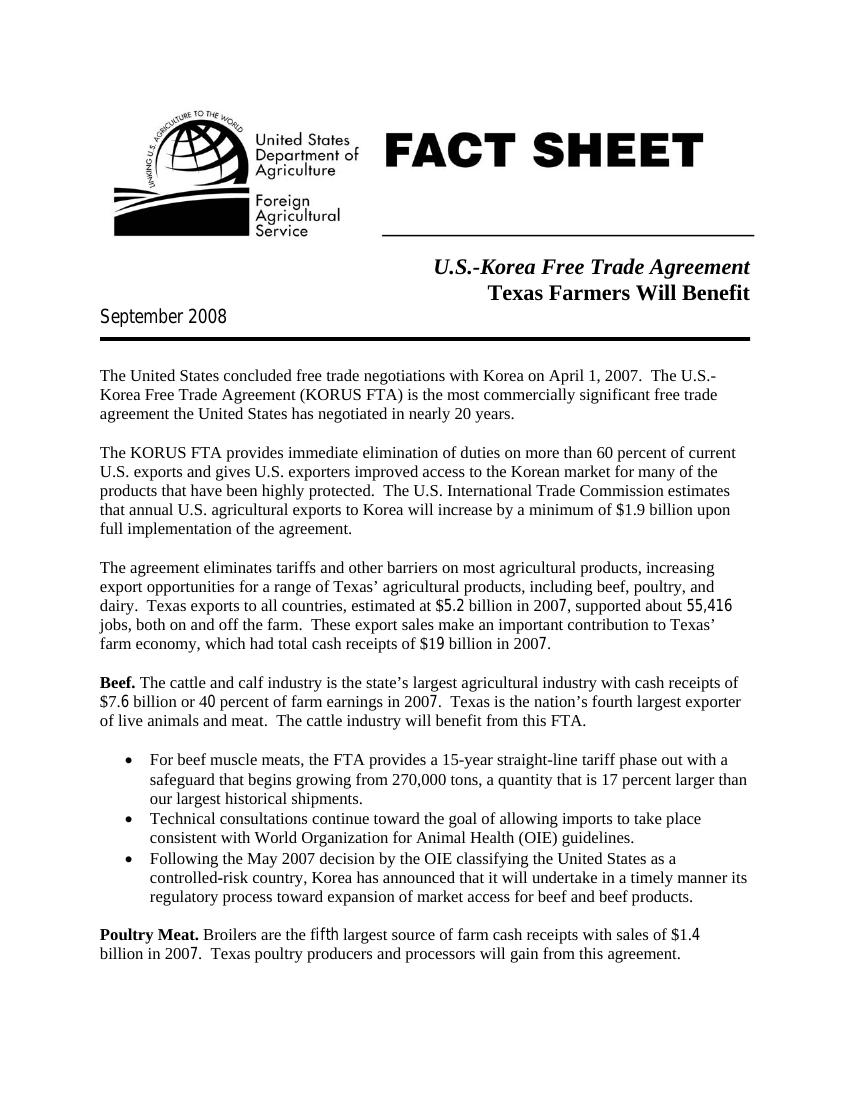 LINKING U.S. AGRICULTURE TO THE WORLD
United States
Department of
Agriculture
Foreign
Agricultural
Service
FACT SHEET
U.S.-Korea Free Trade Agreement
Texas Farmers Will Benefit
September 2008
The United States concluded free trade negotiations with Korea on April 1, 2007.  The U.S.-
Korea Free Trade Agreement (KORUS FTA) is the most commercially significant free trade
agreement the United States has negotiated in nearly 20 years.
The KORUS FTA provides immediate elimination of duties on more than 60 percent of current
U.S. exports and gives U.S. exporters improved access to the Korean market for many of the
products that have been highly protected.  The U.S. International Trade Commission estimates
that annual U.S. agricultural exports to Korea will increase by a minimum of $1.9 billion upon
full implementation of the agreement.
The agreement eliminates tariffs and other barriers on most agricultural products, increasing
export opportunities for a range of Texas’ agricultural products, including beef, poultry, and
dairy.  Texas exports to all countries, estimated at $5.2 billion in 2007, supported about 55,416
jobs, both on and off the farm.  These export sales make an important contribution to Texas’
farm economy, which had total cash receipts of $19 billion in 2007.
Beef. The cattle and calf industry is the state’s largest agricultural industry with cash receipts of
$7.6 billion or 40 percent of farm earnings in 2007.  Texas is the nation’s fourth largest exporter
of live animals and meat.  The cattle industry will benefit from this FTA.
• For beef muscle meats, the FTA provides a 15-year straight-line tariff phase out with a
safeguard that begins growing from 270,000 tons, a quantity that is 17 percent larger than
our largest historical shipments.
• Technical consultations continue toward the goal of allowing imports to take place
consistent with World Organization for Animal Health (OIE) guidelines.
• Following the May 2007 decision by the OIE classifying the United States as a
controlled-risk country, Korea has announced that it will undertake in a timely manner its
regulatory process toward expansion of market access for beef and beef products.
Poultry Meat. Broilers are the fifth largest source of farm cash receipts with sales of $1.4
billion in 2007.  Texas poultry producers and processors will gain from this agreement.